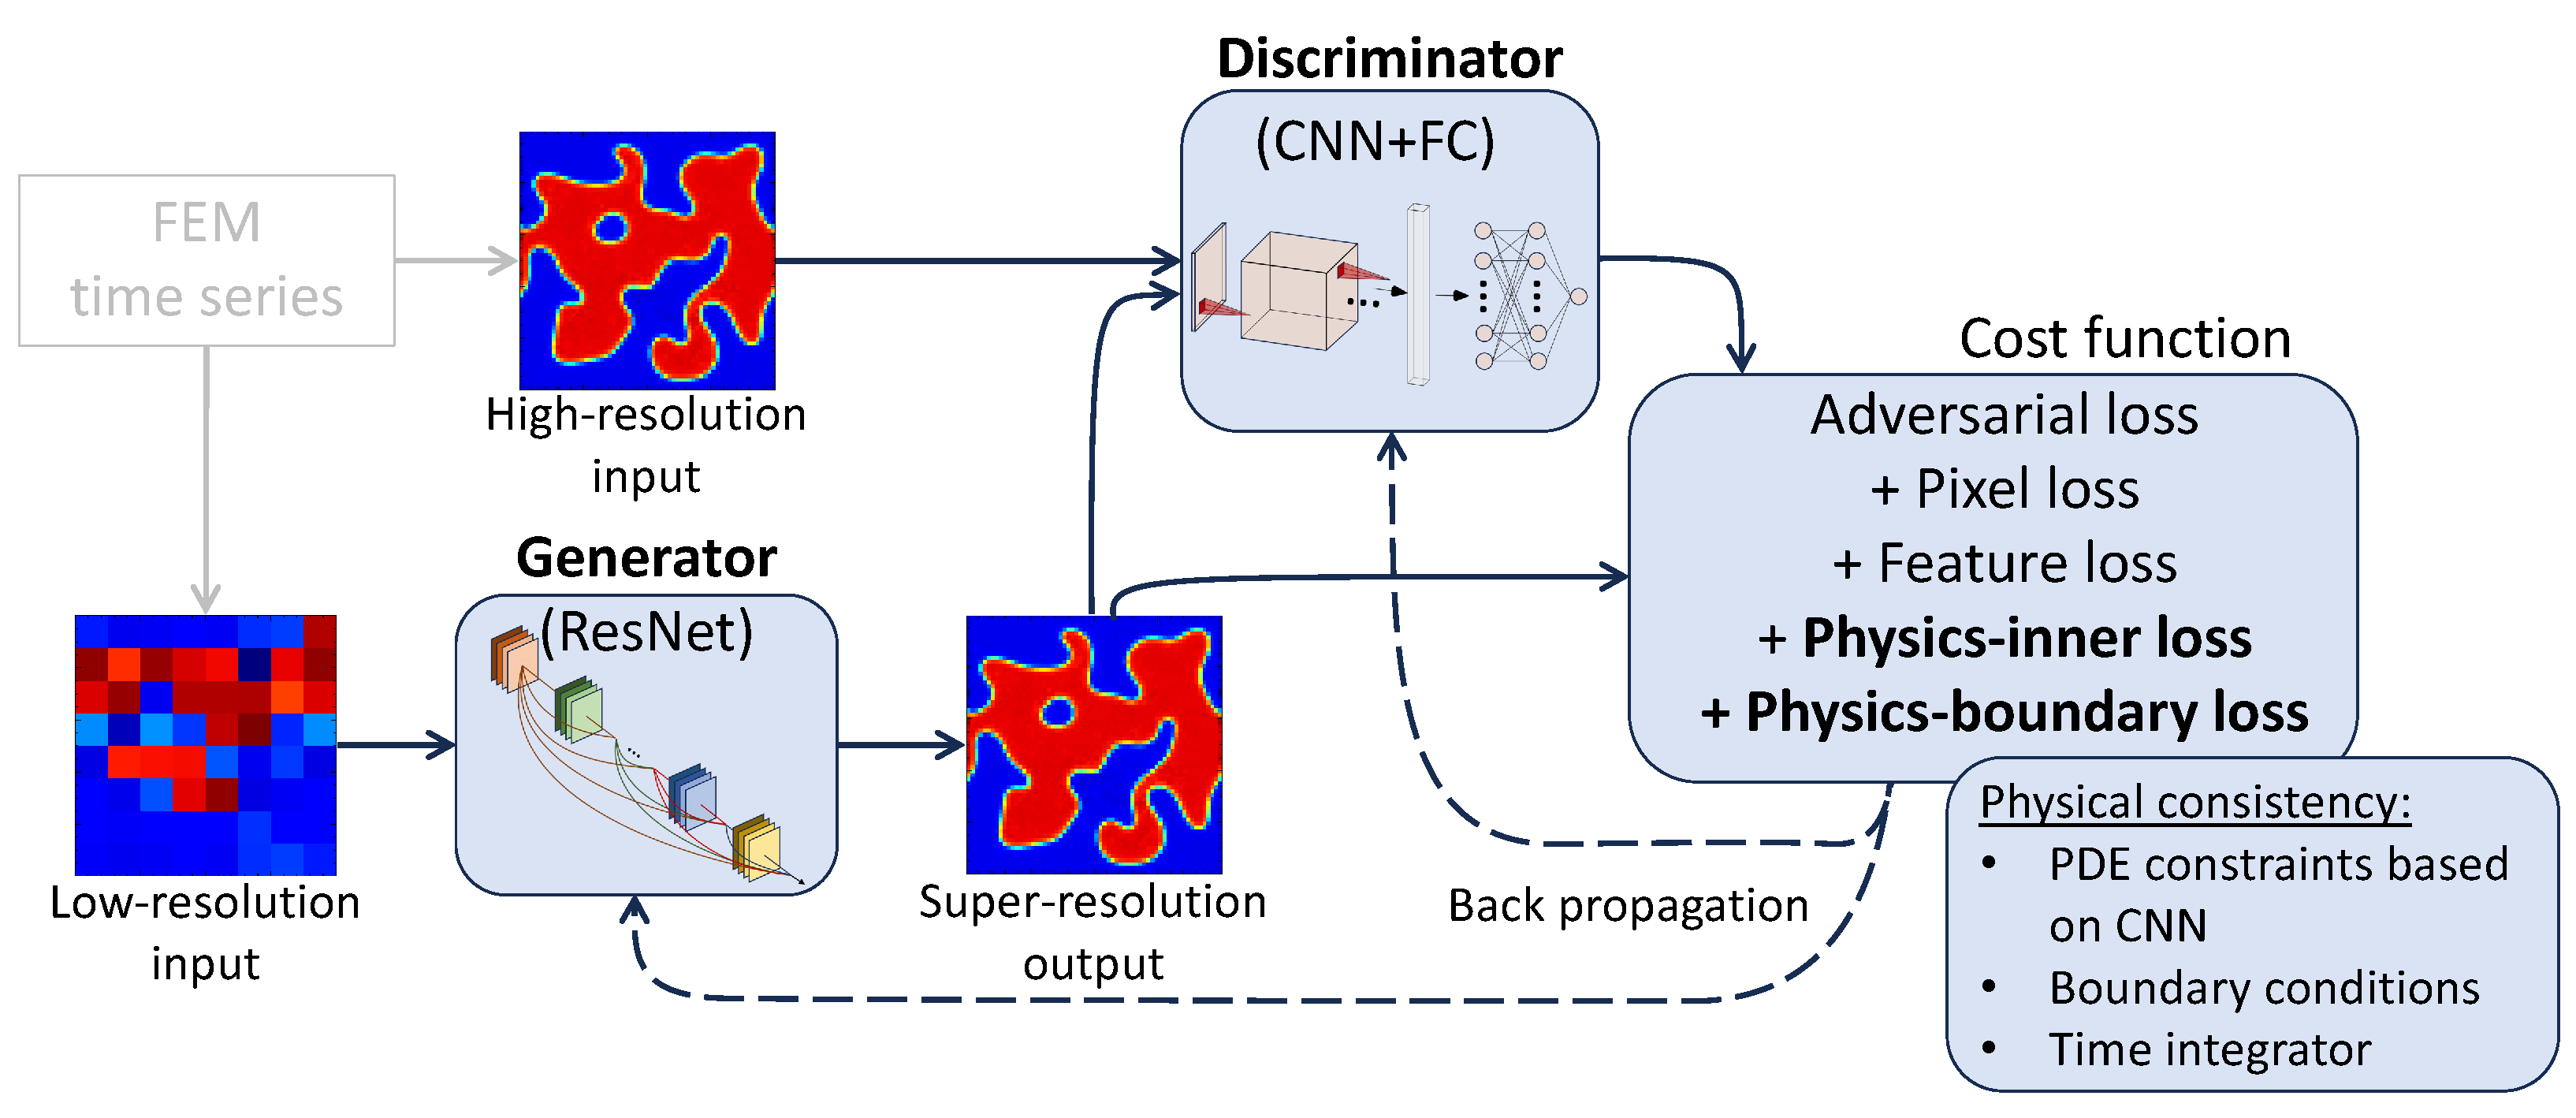 FEM
time series
High-resolution
input
Discriminator
(CNN+FC)
Cost function
Adversarial loss
+ Pixel loss
+ Feature loss
+ Physics-inner loss
+ Physics-boundary loss
Generator
(ResNet)
Low-resolution
input
Super-resolution
output
Back propagation
Physical consistency:
• PDE constraints based
on CNN
• Boundary conditions
• Time integrator